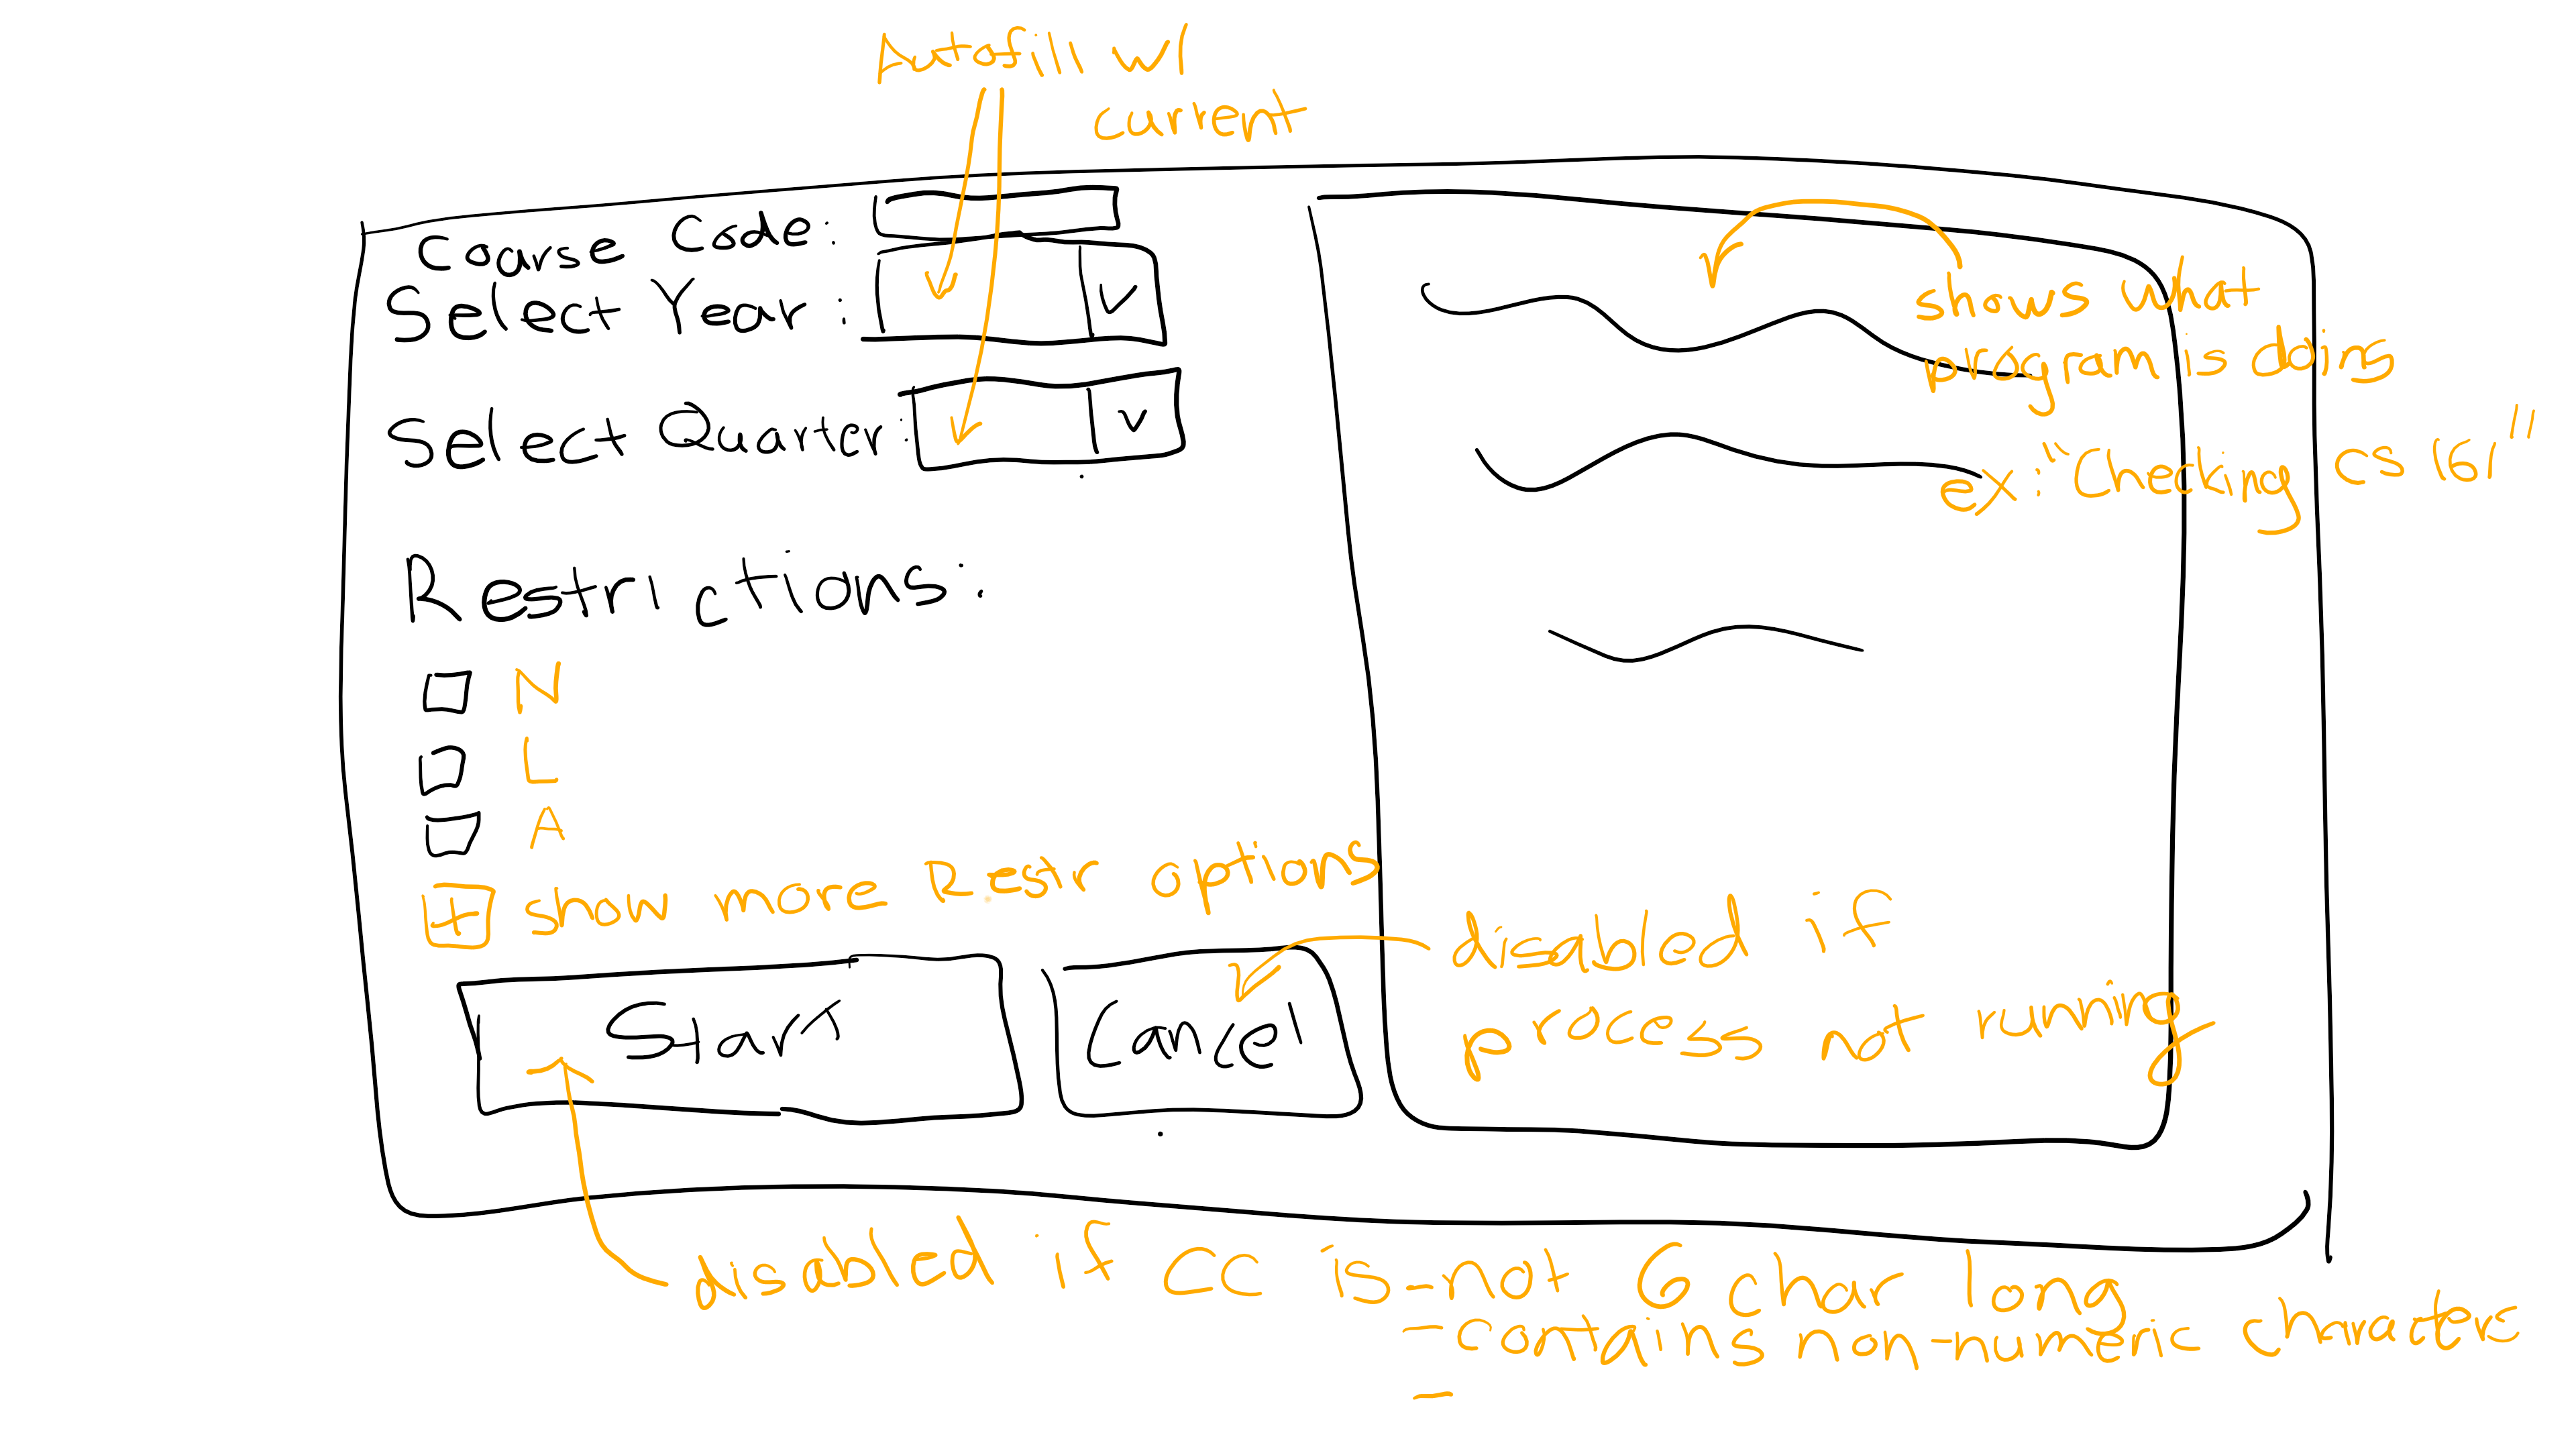 Autofill w/
current
Coarse Code:
Select Year:
Select Quarter:
Restrictions:
N
L
A
+ show more Restr options
Start
Cancel
shows what
program is doing
ex: "Checking CS 161"
disabled if
process not running
disabled if CC is - not 6 char long
- contains non-numeric characters
-